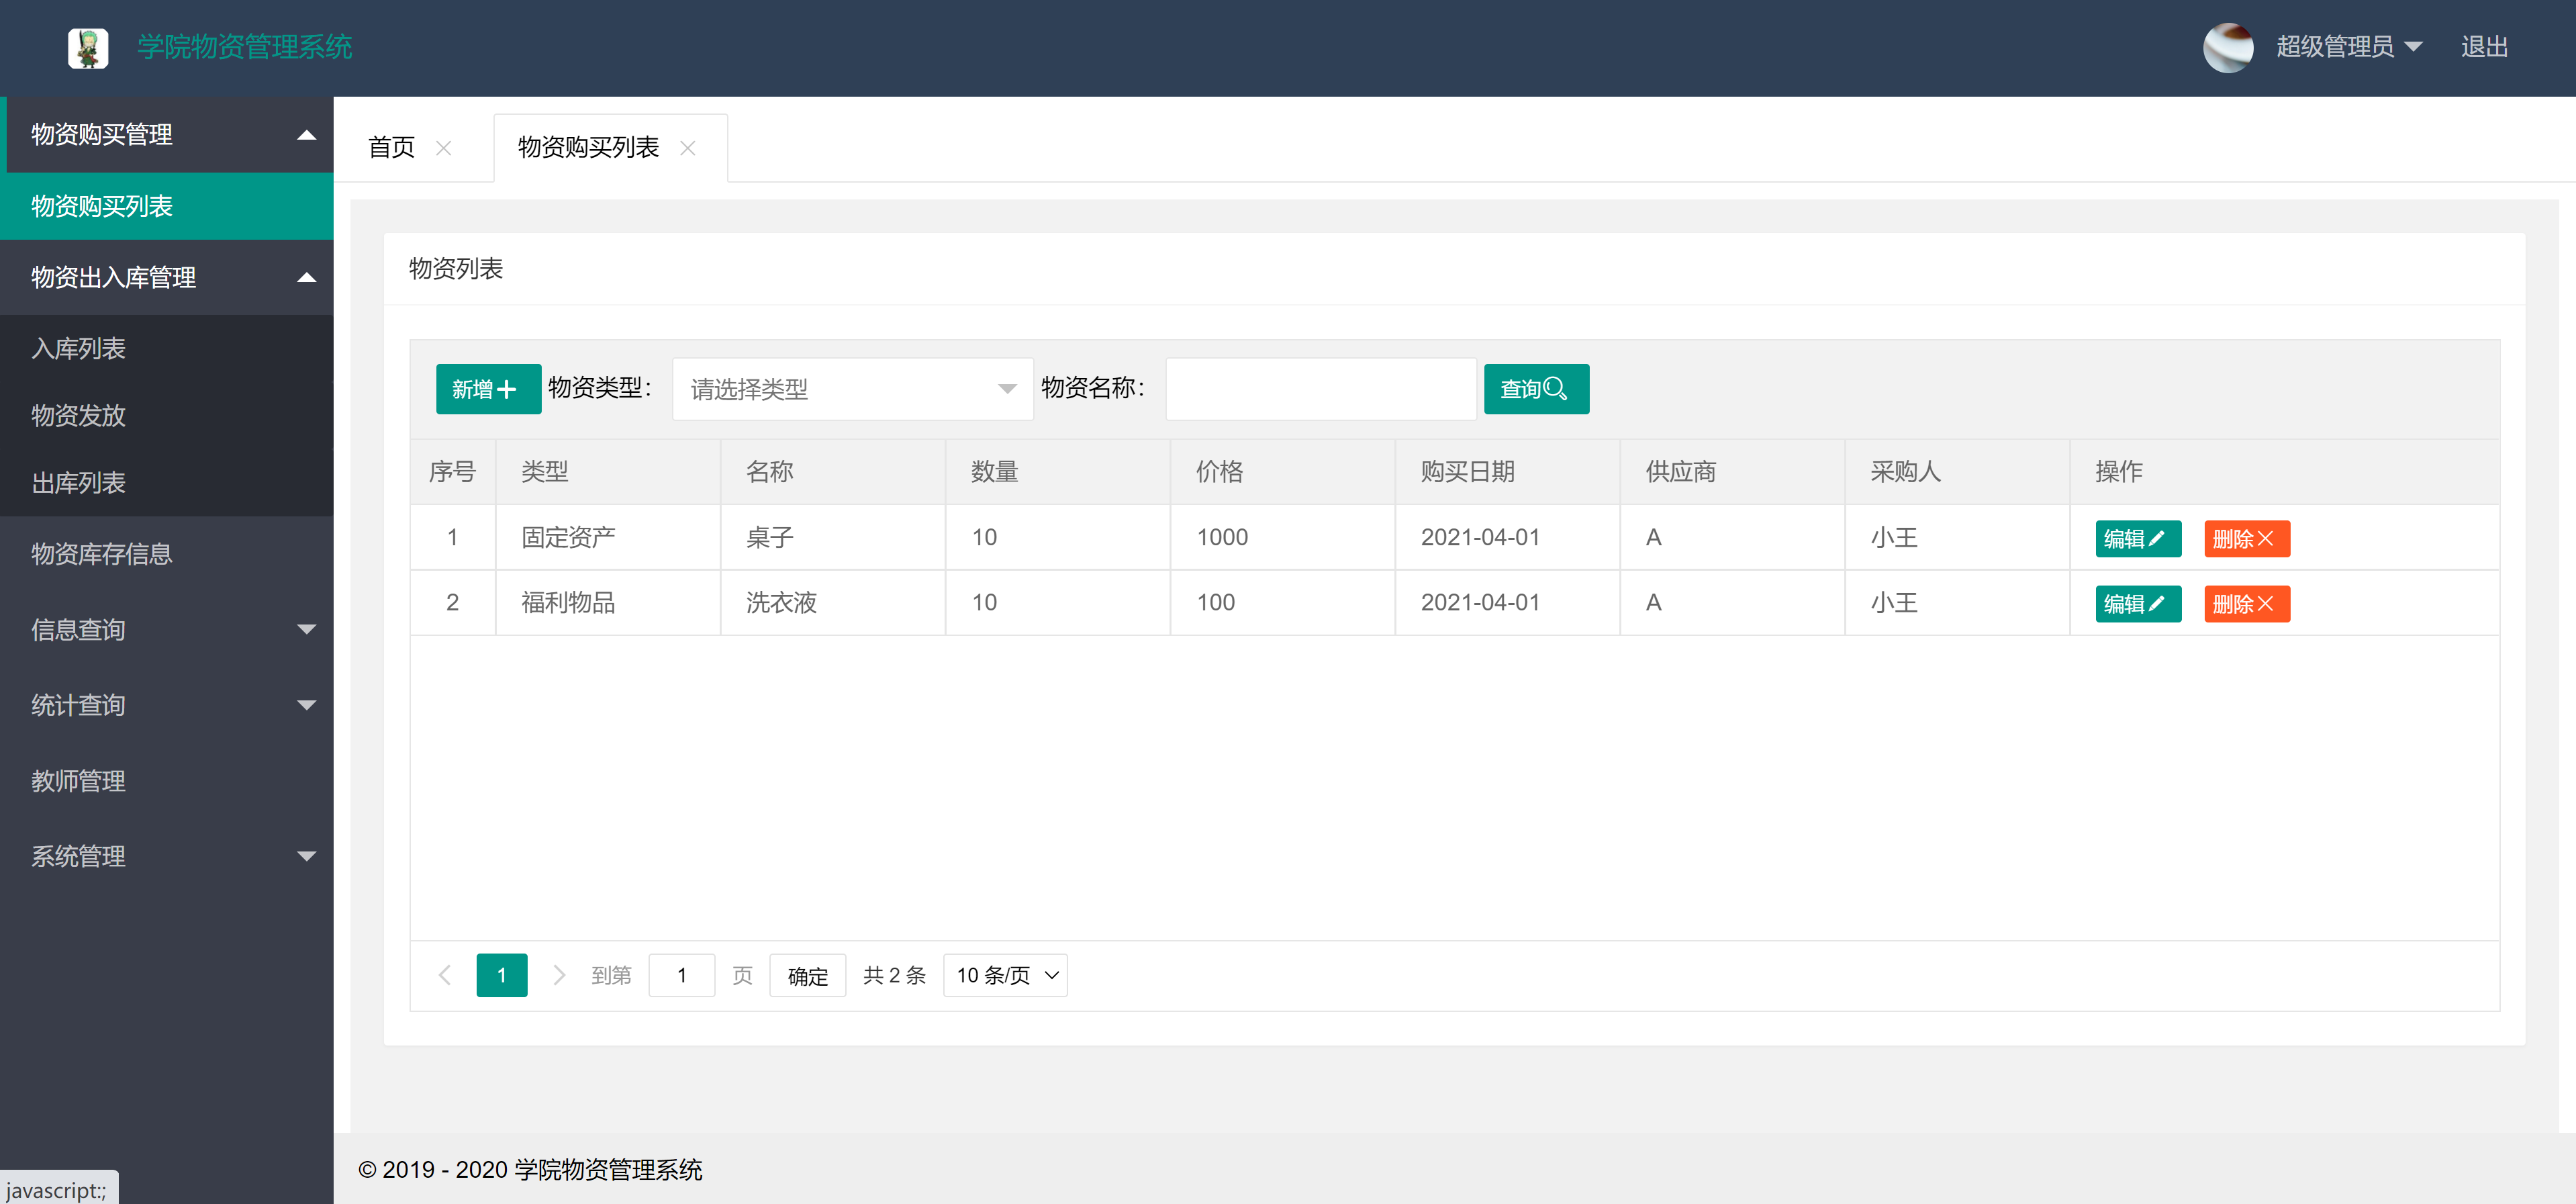 学院物资管理系统
超级管理员
退出
物资购买管理
物资购买列表
物资出入库管理
入库列表
物资发放
出库列表
物资库存信息
信息查询
统计查询
教师管理
系统管理
首页
物资购买列表
物资列表
新增 物资类型： 请选择类型 物资名称： 查询
序号 类型 名称 数量 价格 购买日期 供应商 采购人 操作
1 固定资产 桌子 10 1000 2021-04-01 A 小王 编辑 删除
2 福利物品 洗衣液 10 100 2021-04-01 A 小王 编辑 删除
1 到第 1 页 确定 共 2 条 10 条/页
© 2019 - 2020 学院物资管理系统
javascript:;